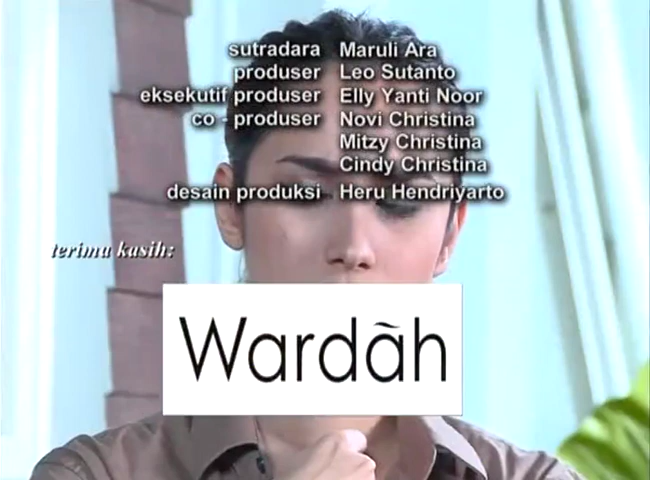 sutradara Maruli Ara
produser Leo Sutanto
eksekutif produser Elly Yanti Noor
co - produser Novi Christina
Mitzy Christina
Cindy Christina
desain produksi Heru Hendriyarto
terima kasih:
Wardãh